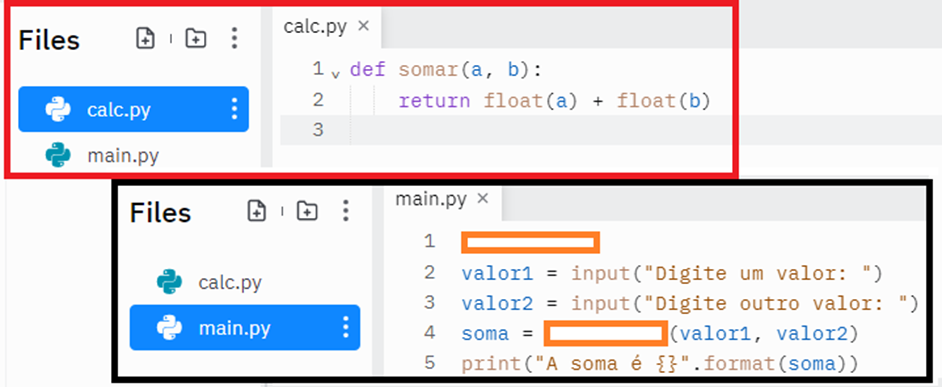 Files
calc.py
main.py
calc.py ×
1 def somar(a, b):
2 return float(a) + float(b)
3
Files
calc.py
main.py
main.py ×
1
2 valor1 = input("Digite um valor: ")
3 valor2 = input("Digite outro valor: ")
4 soma = (valor1, valor2)
5 print("A soma é {}".format(soma))